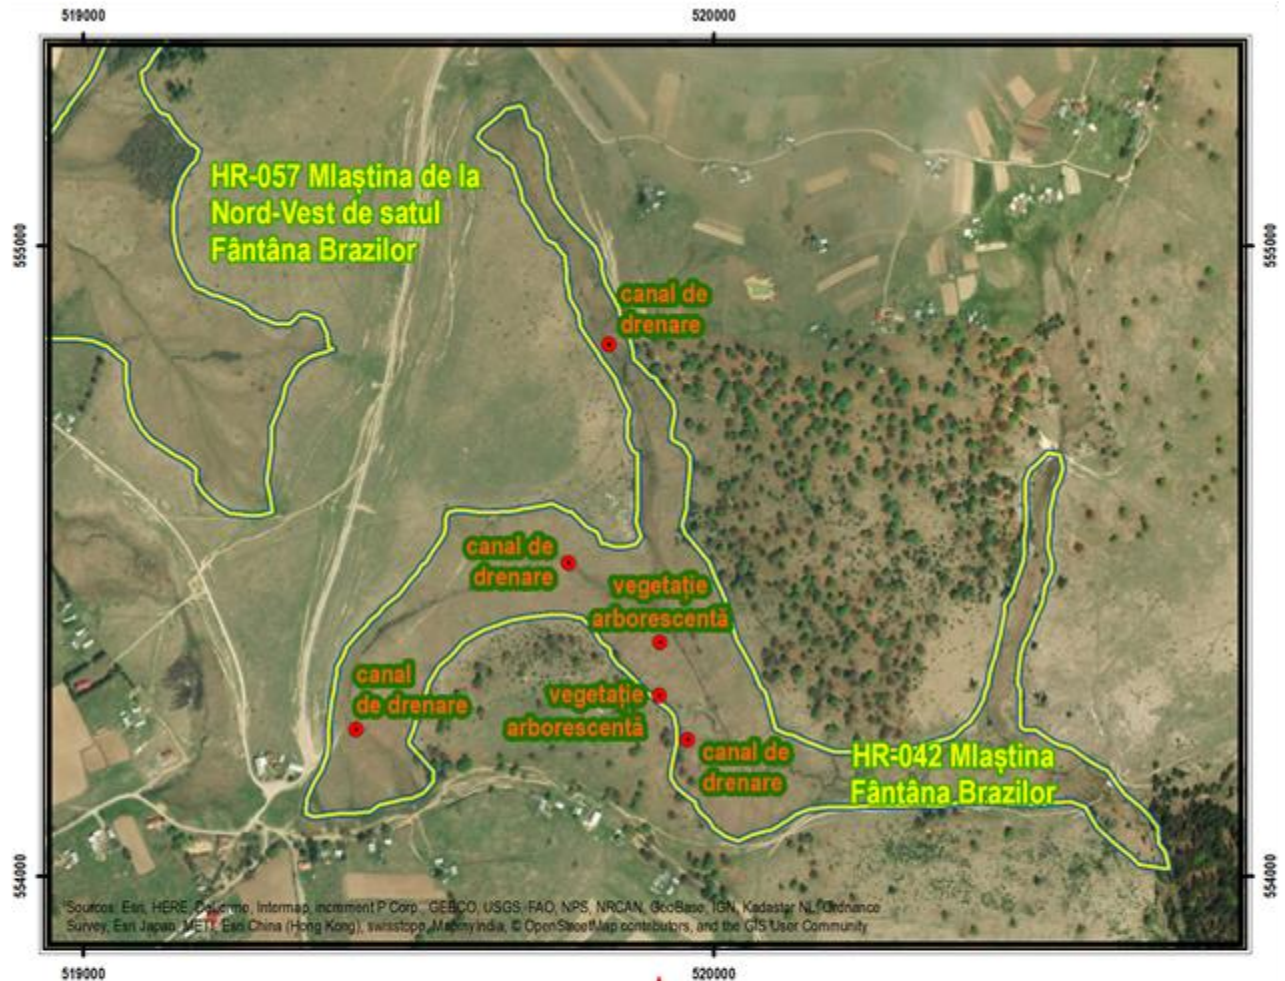 519000
520000
HR-057 Mlaștina de la
Nord-Vest de satul
Fântâna Brazilor
555000
555000
canal de
drenare
canal de
drenare
vegetație
arborescentă
canal
de drenare
vegetație
arborescentă
canal de
drenare
HR-042 Mlaștina
Fântâna Brazilor
554000
554000
Sources: Esri, HERE, DeLorme, Intermap, increment P Corp., GEBCO, USGS, FAO, NPS, NRCAN, GeoBase, IGN, Kadaster NL, Ordnance
Survey, Esri Japan, METI, Esri China (Hong Kong), swisstopo, MapmyIndia, © OpenStreetMap contributors, and the GIS User Community
519000
520000